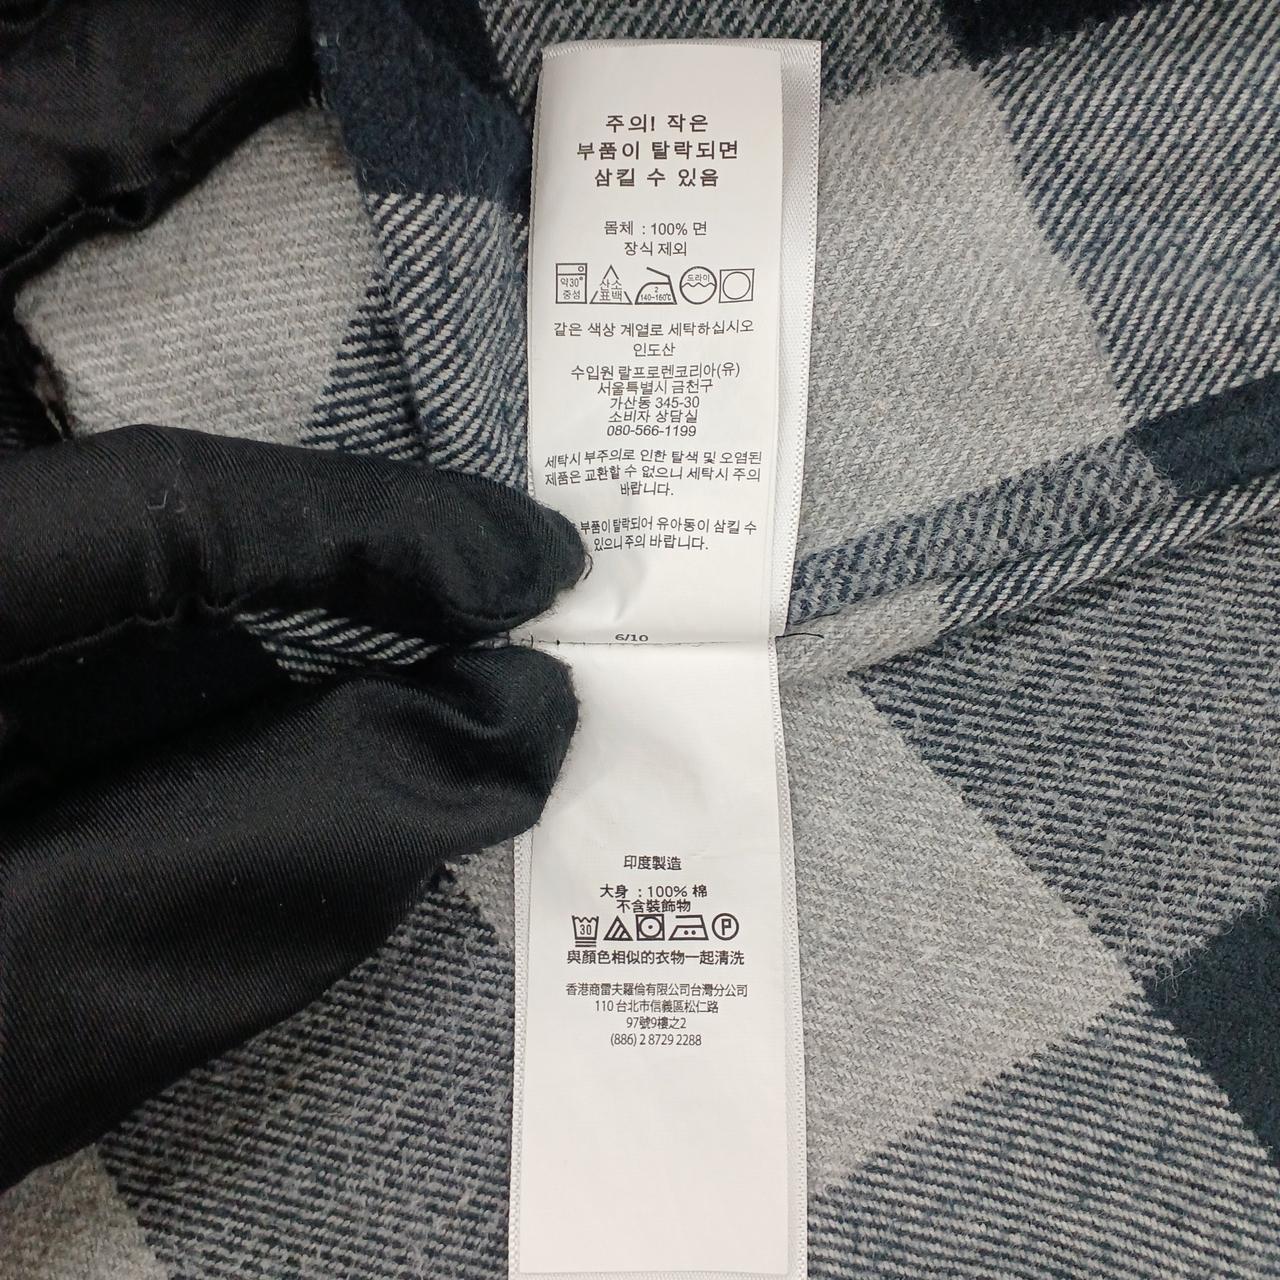 주의! 작은
부품이 탈락되면
삼킬 수 있음
몸체 : 100% 면
장식 제외
약30°
중성
산소
표백
2
140~160℃
드라이
같은 색상 계열로 세탁하십시오
인도산
수입원 랄프로렌코리아(유)
서울특별시 금천구
가산동 345-30
소비자 상담실
080-566-1199
세탁시 부주의로 인한 탈색 및 오염된
제품은 교환할 수 없으니 세탁시 주의
바랍니다.
부품이 탈락되어 유아동이 삼킬 수
있으니 주의 바랍니다.
6/10
印度製造
大身 : 100% 棉
不含裝飾物
30
P
與顏色相似的衣物一起清洗
香港商雷夫羅倫有限公司台灣分公司
110 台北市信義區松仁路
97號9樓之2
(886) 2 8729 2288